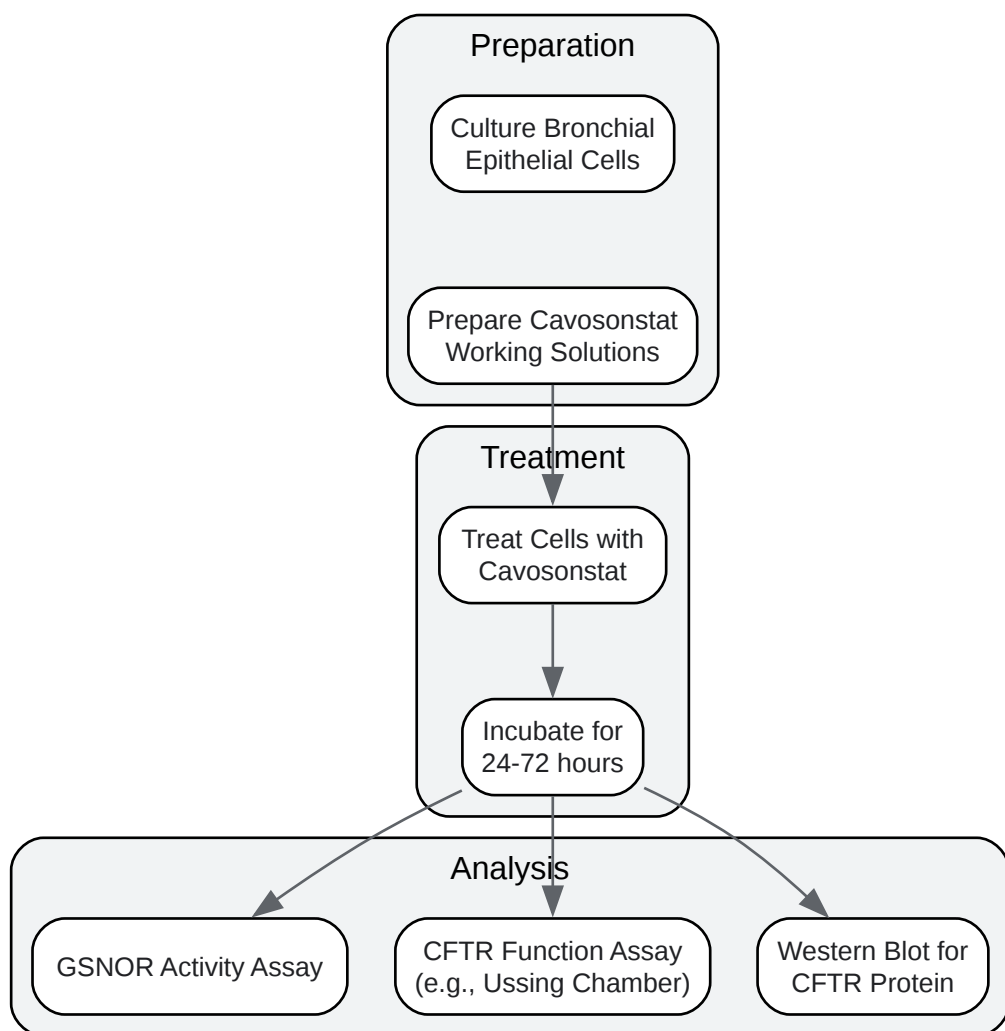 Preparation
Culture Bronchial
Epithelial Cells
Prepare Cavosonstat
Working Solutions
Treatment
Treat Cells with
Cavosonstat
Incubate for
24-72 hours
Analysis
GSNOR Activity Assay
CFTR Function Assay
(e.g., Ussing Chamber)
Western Blot for
CFTR Protein